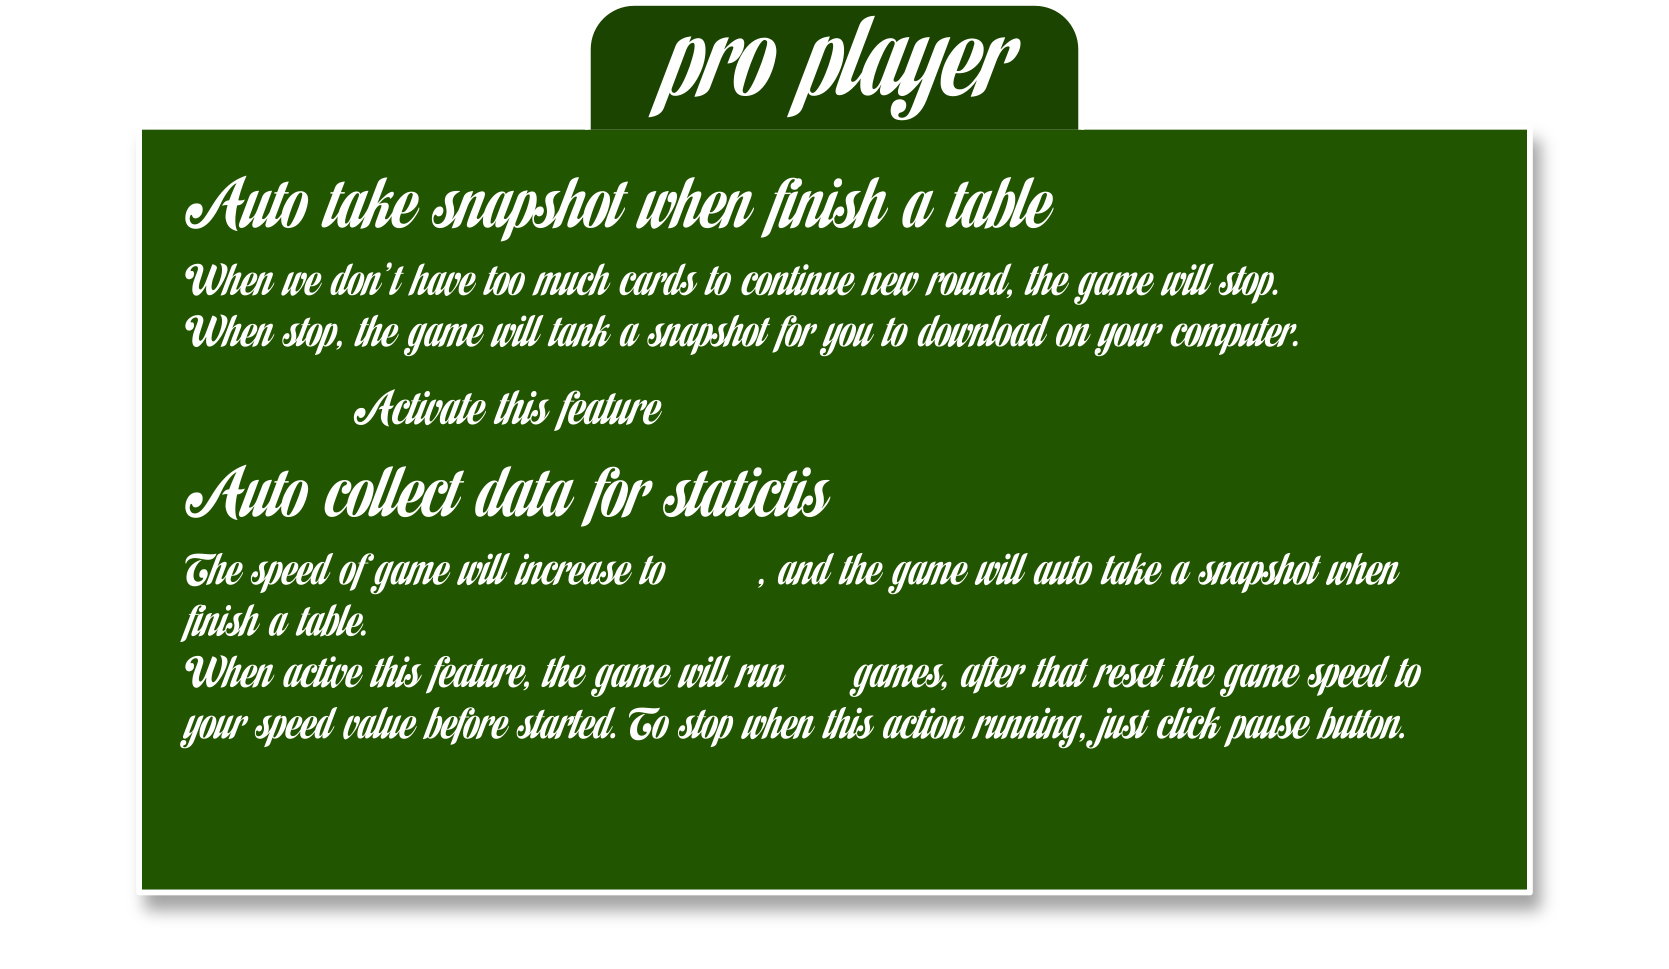 pro player
Auto take snapshot when finish a table
When we don't have too much cards to continue new round, the game will stop.
When stop, the game will tank a snapshot for you to download on your computer.
Activate this feature
Auto collect data for statictis
The speed of game will increase to , and the game will auto take a snapshot when
finish a table.
When active this feature, the game will run games, after that reset the game speed to
your speed value before started. To stop when this action running, just click pause button.